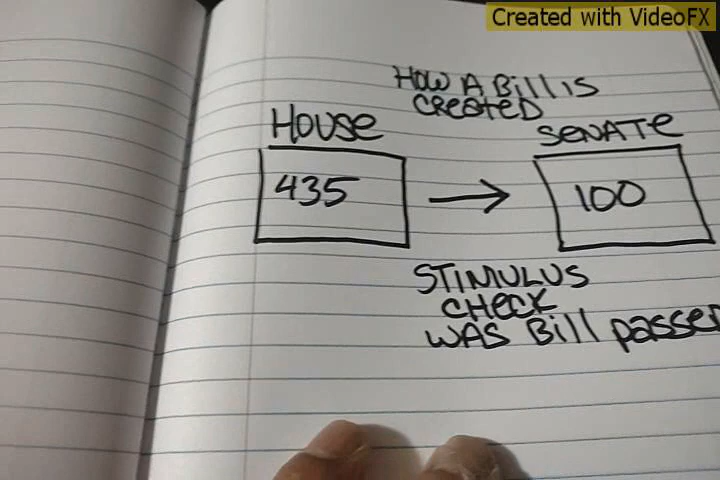 Created with VideoFX
HOW A Bill IS
CREATED
HOUSE
SENATE
435
100
STIMULUS
CHECK
WAS Bill passed